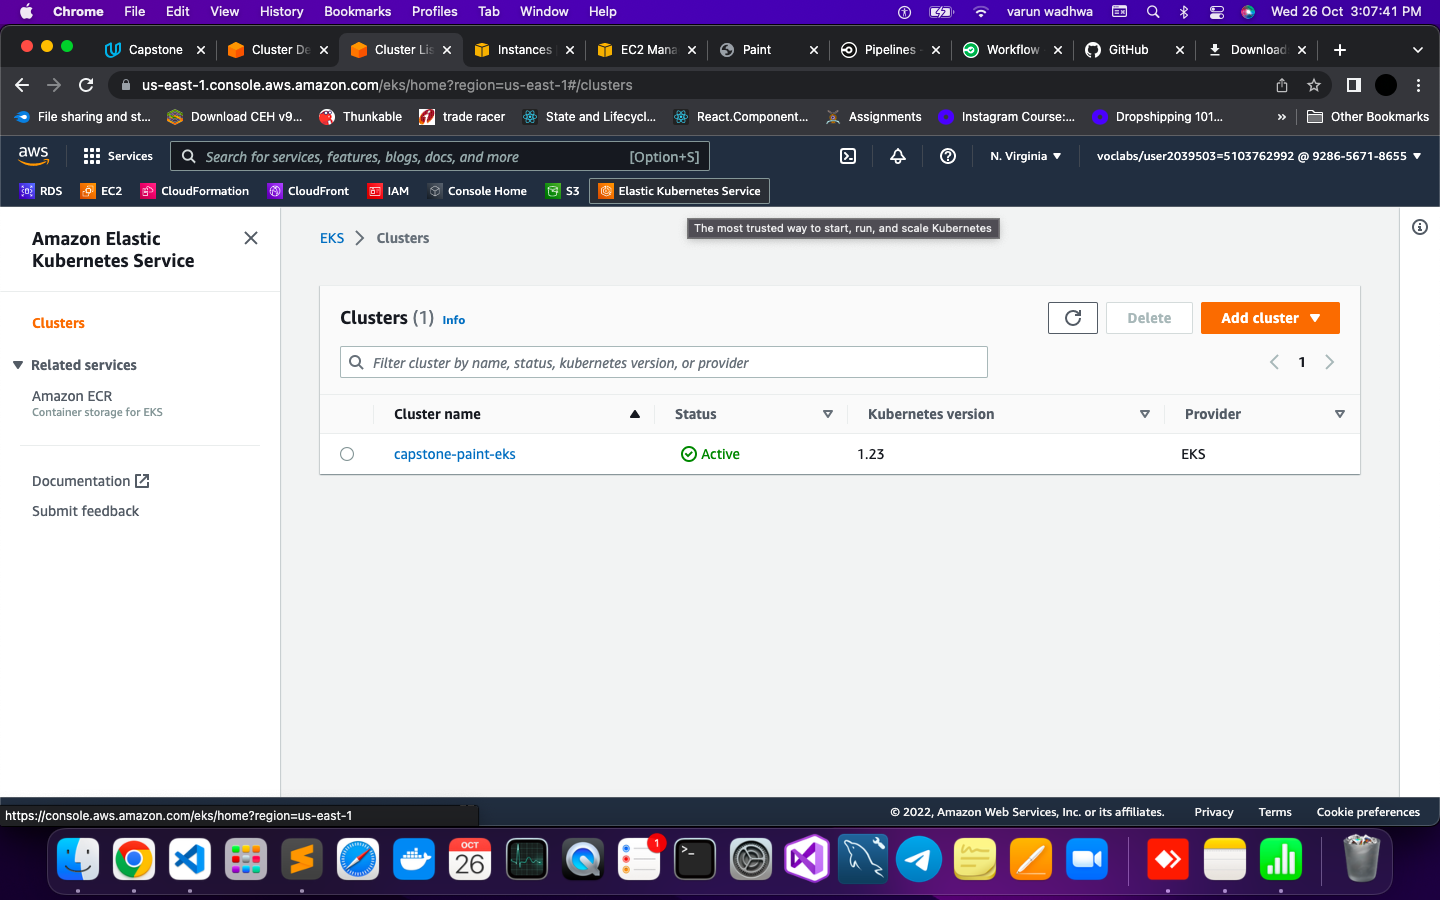 Chrome File Edit View History Bookmarks Profiles Tab Window Help varun wadhwa Wed 26 Oct 3:07:41 PM
Capstone Cluster De Cluster Lis Instances EC2 Mana Paint Pipelines - Workflow GitHub Download
us-east-1.console.aws.amazon.com/eks/home?region=us-east-1#/clusters
File sharing and st... Download CEH v9... Thunkable trade racer State and Lifecycl... React.Component... Assignments Instagram Course:... Dropshipping 101... » Other Bookmarks
aws Services Search for services, features, blogs, docs, and more [Option+S] N. Virginia voclabs/user2039503=5103762992 @ 9286-5671-8655
RDS EC2 CloudFormation CloudFront IAM Console Home S3 Elastic Kubernetes Service
The most trusted way to start, run, and scale Kubernetes
Amazon Elastic
Kubernetes Service
Clusters
Related services
Amazon ECR
Container storage for EKS
Documentation
Submit feedback
EKS Clusters
Clusters (1) Info
Delete Add cluster
Filter cluster by name, status, kubernetes version, or provider
1
Cluster name Status Kubernetes version Provider
capstone-paint-eks Active 1.23 EKS
© 2022, Amazon Web Services, Inc. or its affiliates. Privacy Terms Cookie preferences
https://console.aws.amazon.com/eks/home?region=us-east-1
OCT
26
1